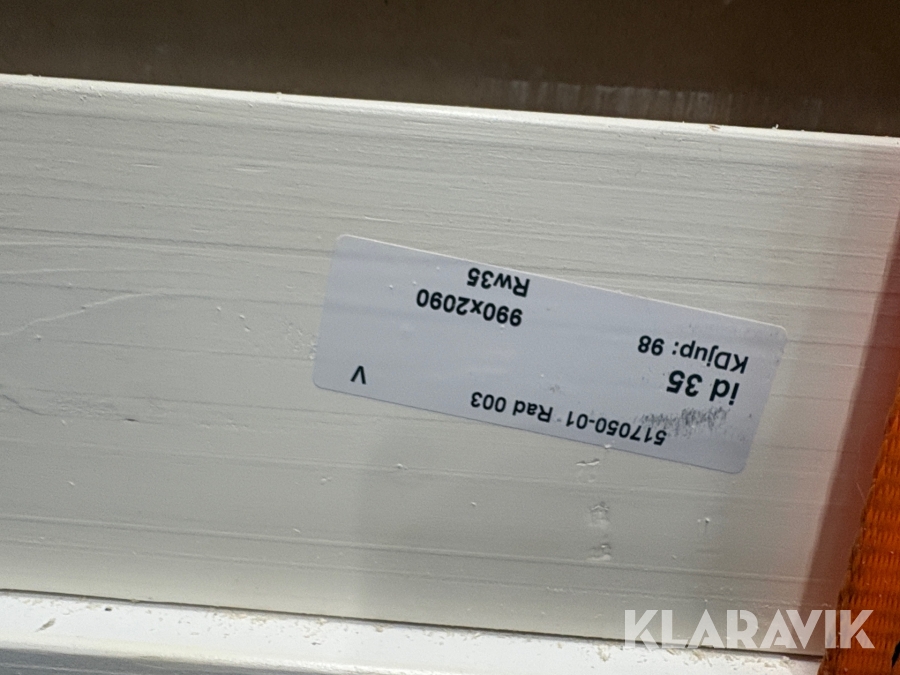 517050-01 Rad 003
V
id 35
KDjup: 98
990x2090
Rw35
KLARAVIK